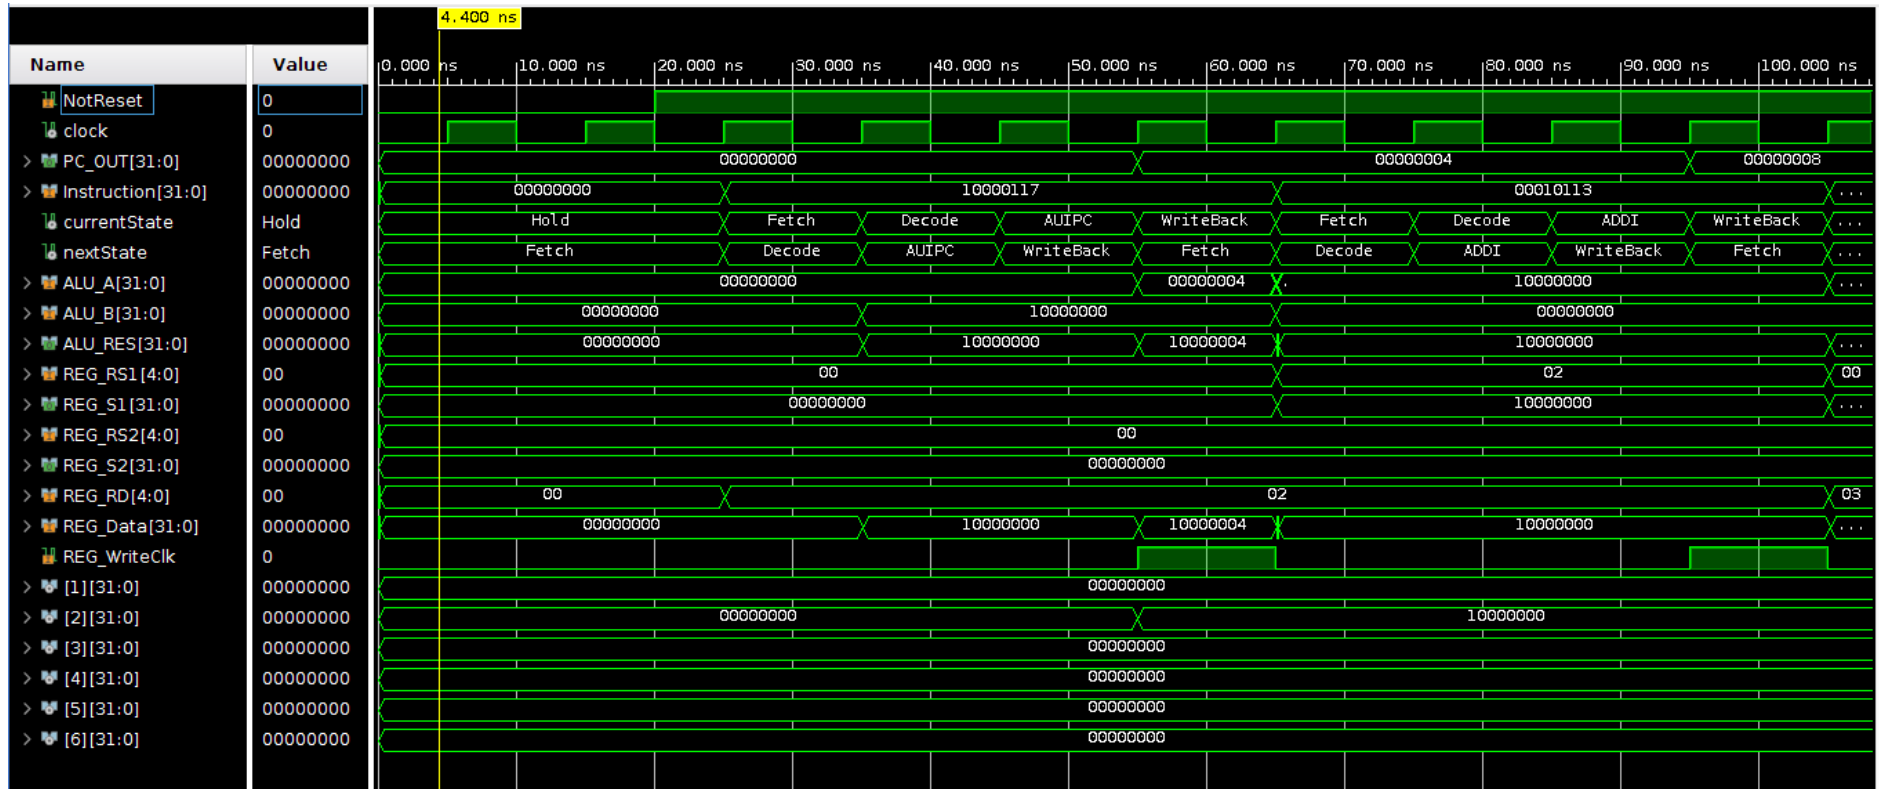 4.400 ns
Name Value 0.000 ns 10.000 ns 20.000 ns 30.000 ns 40.000 ns 50.000 ns 60.000 ns 70.000 ns 80.000 ns 90.000 ns 100.000 ns
NotReset 0
clock 0
PC_OUT[31:0] 00000000 00000000 00000004 00000008
Instruction[31:0] 00000000 00000000 10000117 00010113 ...
currentState Hold Hold Fetch Decode AUIPC WriteBack Fetch Decode ADDI WriteBack ...
nextState Fetch Fetch Decode AUIPC WriteBack Fetch Decode ADDI WriteBack Fetch ...
ALU_A[31:0] 00000000 00000000 00000004 . 10000000 ...
ALU_B[31:0] 00000000 00000000 10000000 00000000
ALU_RES[31:0] 00000000 00000000 10000000 10000004 10000000 ...
REG_RS1[4:0] 00 00 02 00
REG_S1[31:0] 00000000 00000000 10000000 ...
REG_RS2[4:0] 00 00
REG_S2[31:0] 00000000 00000000
REG_RD[4:0] 00 00 02 03
REG_Data[31:0] 00000000 00000000 10000000 10000004 10000000 ...
REG_WriteClk 0
[1][31:0] 00000000 00000000
[2][31:0] 00000000 00000000 10000000
[3][31:0] 00000000 00000000
[4][31:0] 00000000 00000000
[5][31:0] 00000000 00000000
[6][31:0] 00000000 00000000